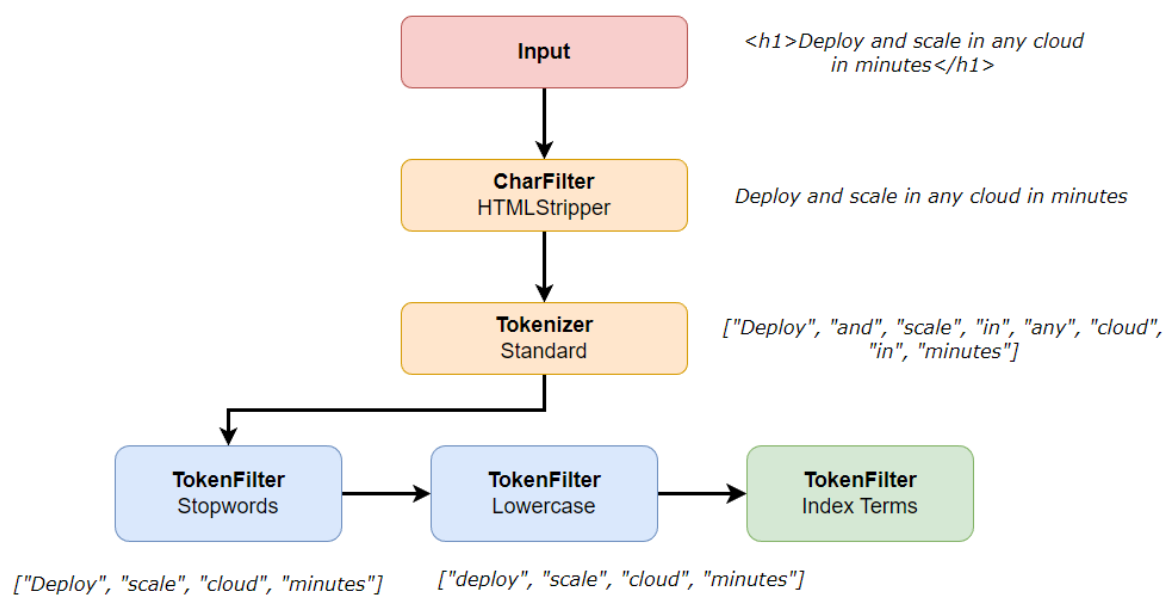 Input
<h1>Deploy and scale in any cloud
in minutes</h1>
CharFilter
HTMLStripper
Deploy and scale in any cloud in minutes
Tokenizer
Standard
["Deploy", "and", "scale", "in", "any", "cloud",
"in", "minutes"]
TokenFilter
Stopwords
TokenFilter
Lowercase
TokenFilter
Index Terms
["Deploy", "scale", "cloud", "minutes"]
["deploy", "scale", "cloud", "minutes"]